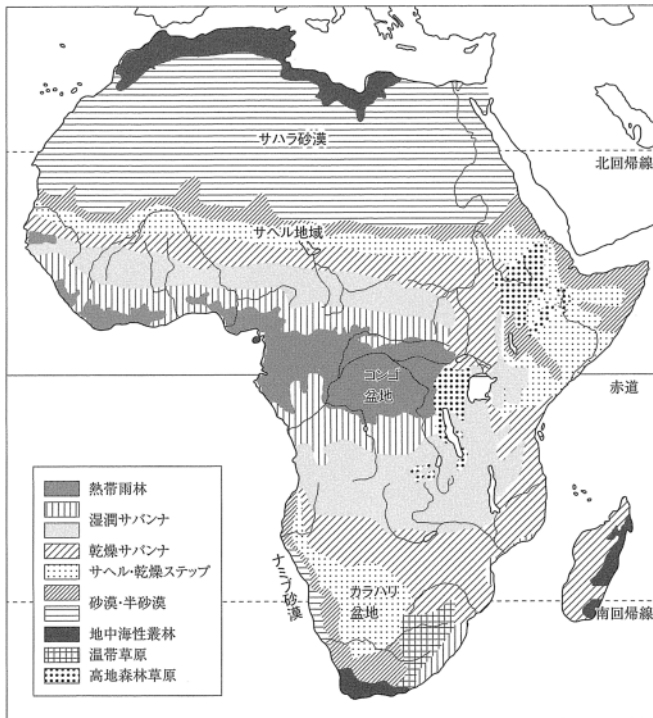 サハラ砂漠
北回帰線
サヘル地域
コンゴ
盆地
赤道
熱帯雨林
湿潤サバンナ
乾燥サバンナ
サヘル・乾燥ステップ
砂漠・半砂漠
地中海性叢林
温帯草原
高地森林草原
ナミブ砂漠
カラハリ
盆地
南回帰線